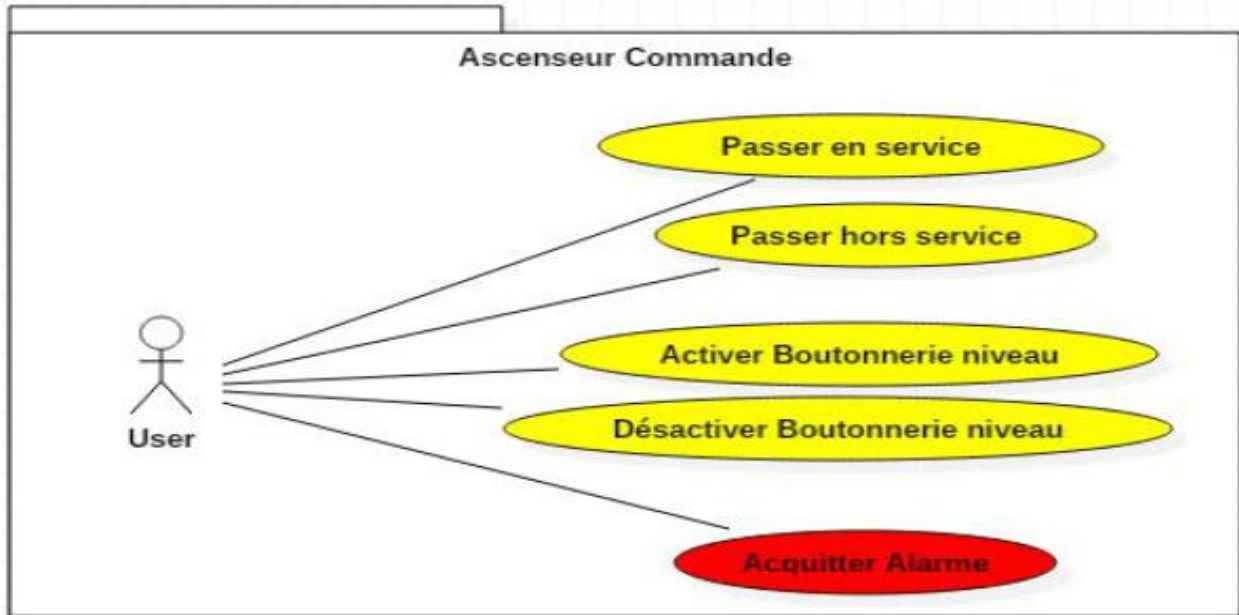 Ascenseur Commande
Passer en service
Passer hors service
Activer Boutonnerie niveau
Désactiver Boutonnerie niveau
User
Acquitter Alarme